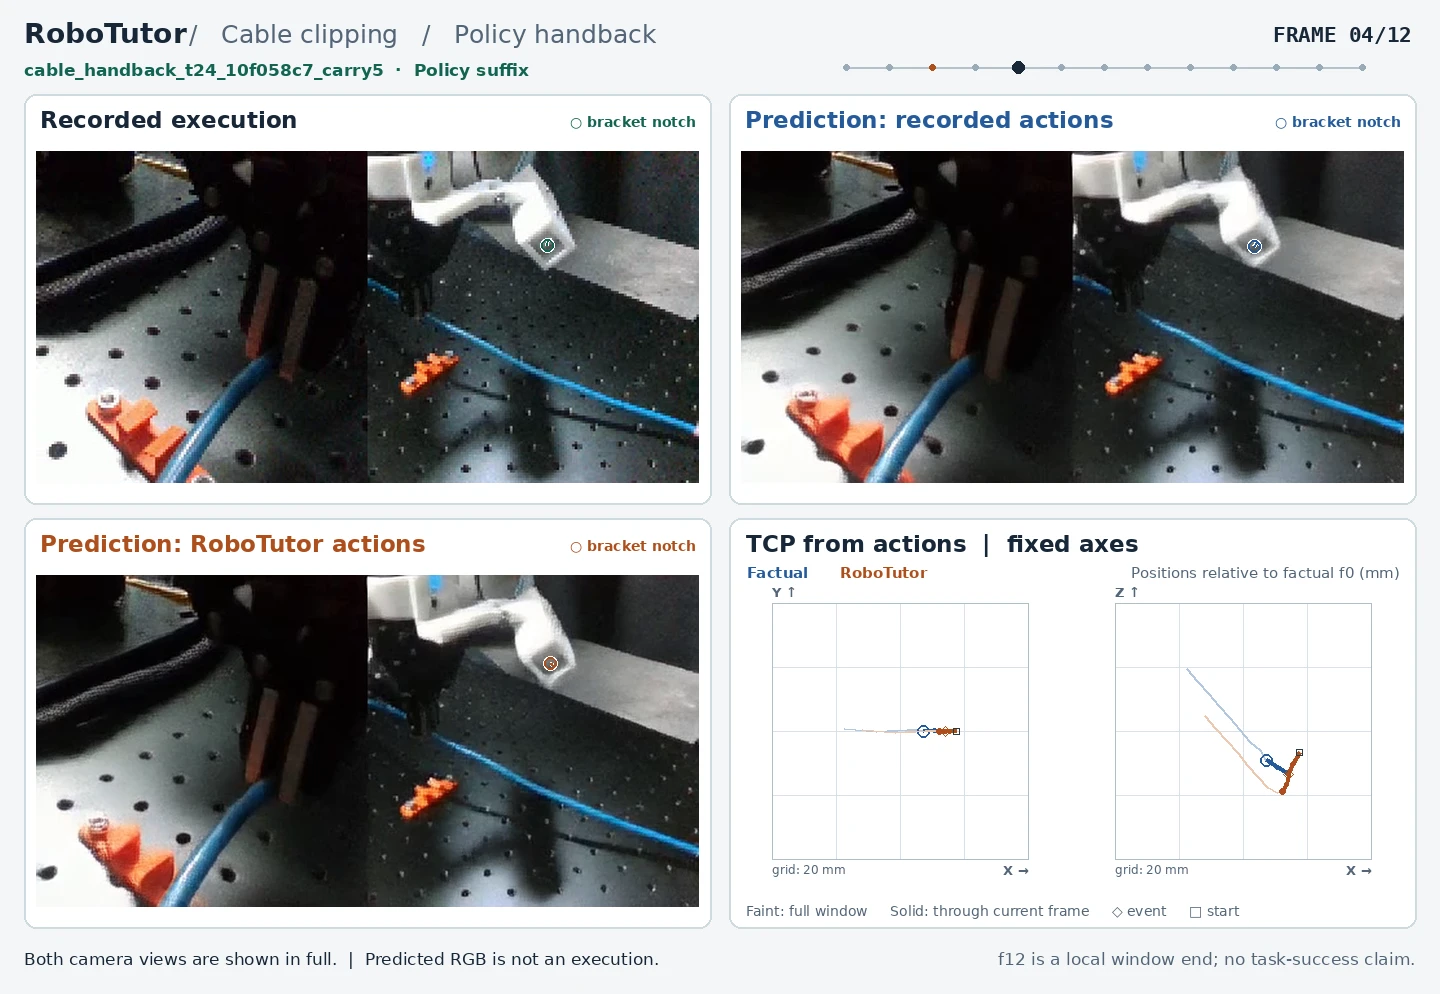 RoboTutor / Cable clipping / Policy handback
FRAME 04/12
cable_handback_t24_10f058c7_carry5 · Policy suffix
Recorded execution
○ bracket notch
Prediction: recorded actions
○ bracket notch
Prediction: RoboTutor actions
○ bracket notch
TCP from actions | fixed axes
Factual RoboTutor
Positions relative to factual f0 (mm)
Y ↑
Z ↑
grid: 20 mm
X →
grid: 20 mm
X →
Faint: full window Solid: through current frame ◇ event □ start
Both camera views are shown in full. | Predicted RGB is not an execution.
f12 is a local window end; no task-success claim.